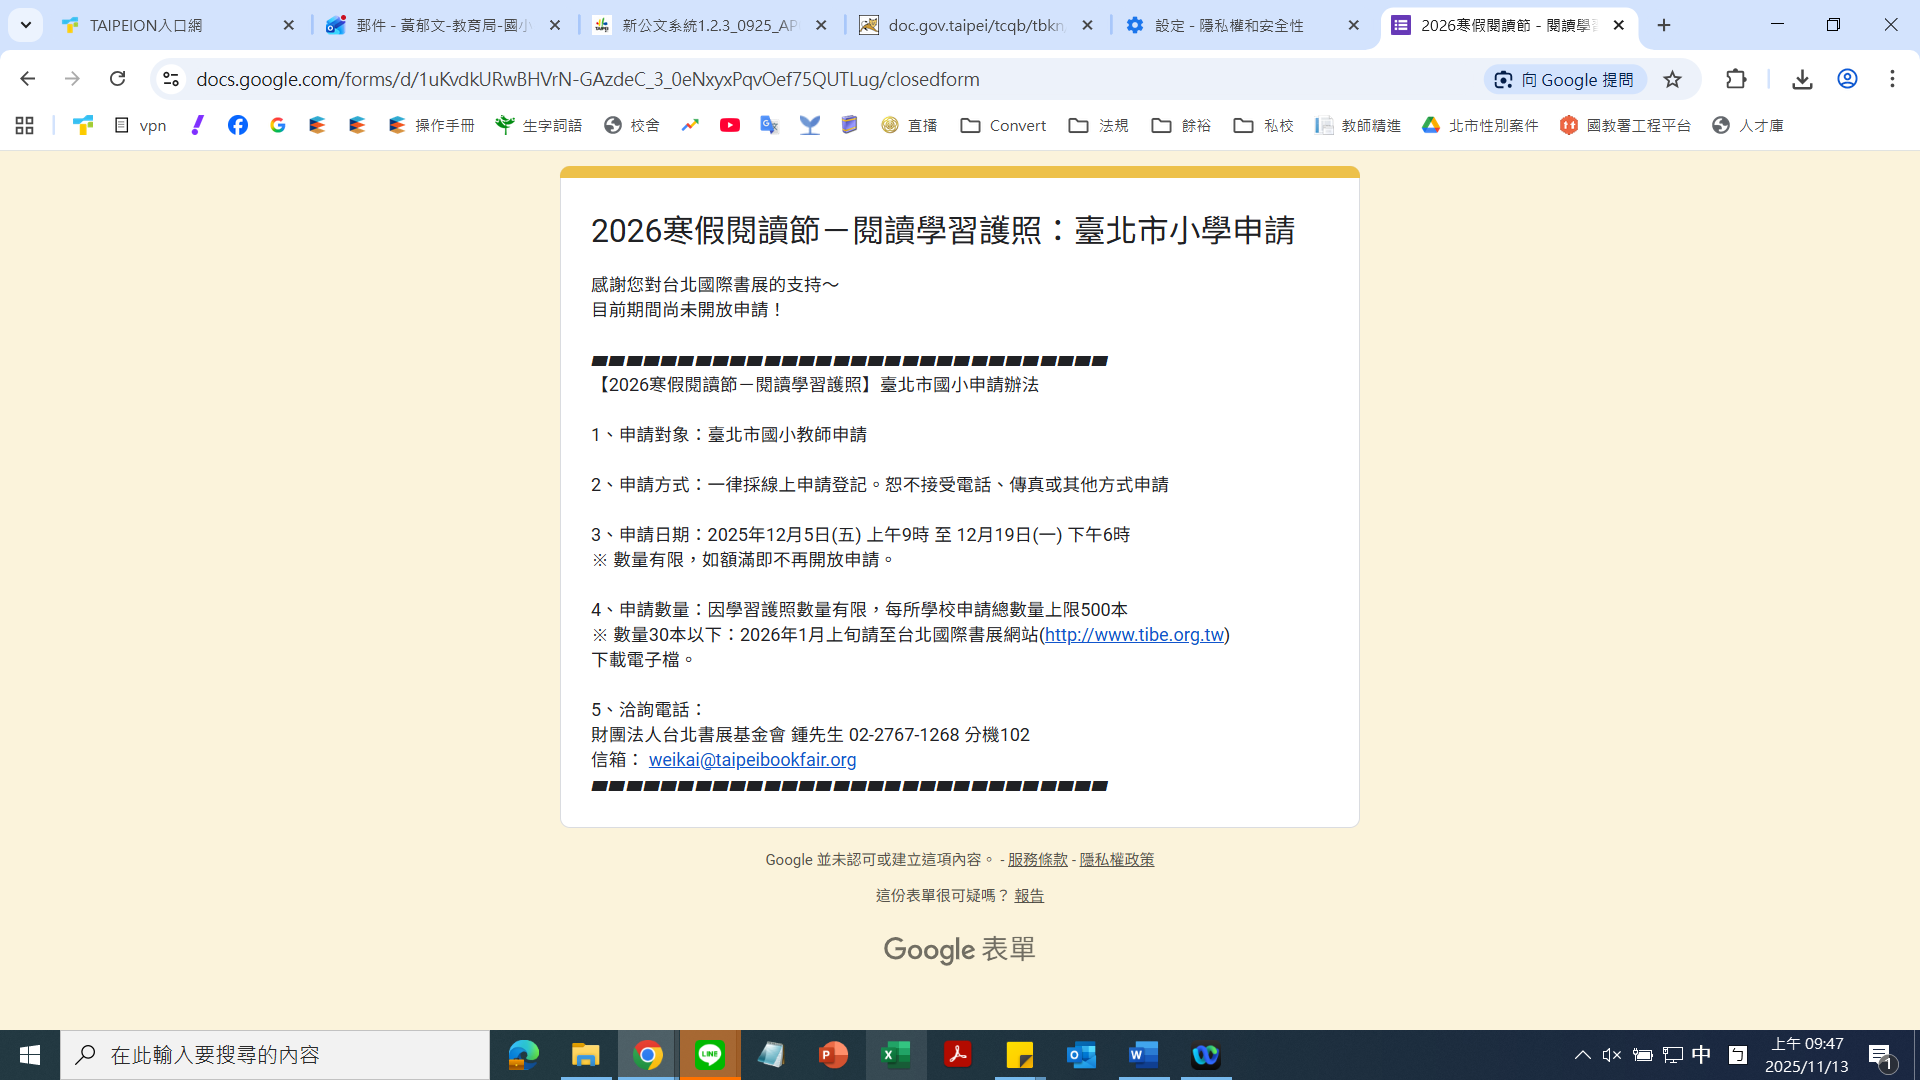 TAIPEION入口網
郵件 - 黃郁文-教育局-國小
新公文系統1.2.3_0925_AP
doc.gov.taipei/tcqb/tbkn
設定 - 隱私權和安全性
2026寒假閱讀節 - 閱讀學習
docs.google.com/forms/d/1uKvdkURwBHVrN-GAzdeC_3_0eNxyxPqvOef75QUTLug/closedform
向 Google 提問
vpn
操作手冊
生字詞語
校舍
直播
Convert
法規
餘裕
私校
教師精進
北市性別案件
國教署工程平台
人才庫
2026寒假閱讀節－閱讀學習護照：臺北市小學申請
感謝您對台北國際書展的支持～
目前期間尚未開放申請！
▰▰▰▰▰▰▰▰▰▰▰▰▰▰▰▰▰▰▰▰▰▰▰▰▰▰▰▰▰▰
【2026寒假閱讀節－閱讀學習護照】臺北市國小申請辦法
1、申請對象：臺北市國小教師申請
2、申請方式：一律採線上申請登記。恕不接受電話、傳真或其他方式申請
3、申請日期：2025年12月5日(五) 上午9時 至 12月19日(一) 下午6時
※ 數量有限，如額滿即不再開放申請。
4、申請數量：因學習護照數量有限，每所學校申請總數量上限500本
※ 數量30本以下：2026年1月上旬請至台北國際書展網站(http://www.tibe.org.tw)
下載電子檔。
5、洽詢電話：
財團法人台北書展基金會 鍾先生 02-2767-1268 分機102
信箱： weikai@taipeibookfair.org
▰▰▰▰▰▰▰▰▰▰▰▰▰▰▰▰▰▰▰▰▰▰▰▰▰▰▰▰▰▰
Google 並未認可或建立這項內容。 - 服務條款 - 隱私權政策
這份表單很可疑嗎？ 報告
Google 表單
在此輸入要搜尋的內容
中
上午 09:47
2025/11/13
1